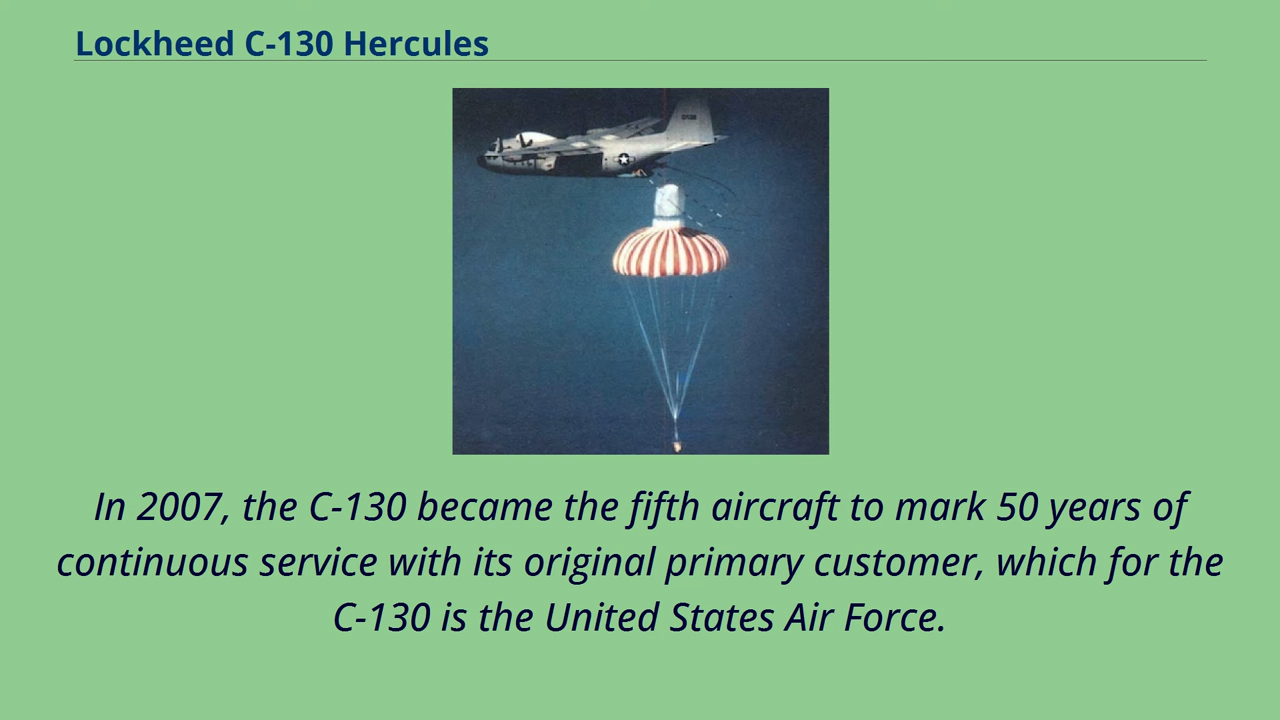 Lockheed C-130 Hercules
In 2007, the C-130 became the fifth aircraft to mark 50 years of
continuous service with its original primary customer, which for the
C-130 is the United States Air Force.